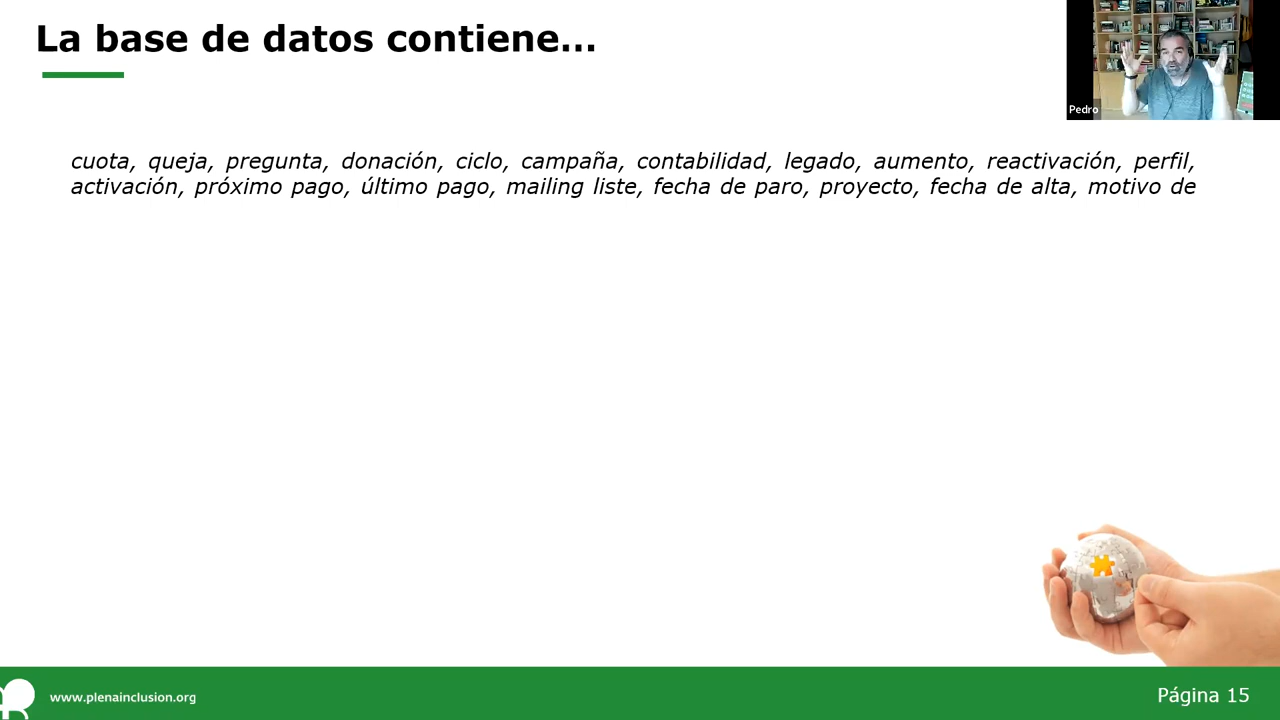 La base de datos contiene...
Pedro
cuota, queja, pregunta, donación, ciclo, campaña, contabilidad, legado, aumento, reactivación, perfil,
activación, próximo pago, último pago, mailing liste, fecha de paro, proyecto, fecha de alta, motivo de
www.plenainclusion.org
Página 15